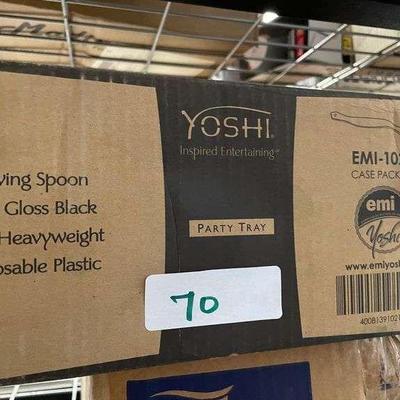 YOSHI
Inspired Entertaining
PARTY TRAY
ving Spoon
Gloss Black
Heavyweight
osable Plastic
70
EMI-10
CASE PACK
emi
Yoshi
www.emiyos